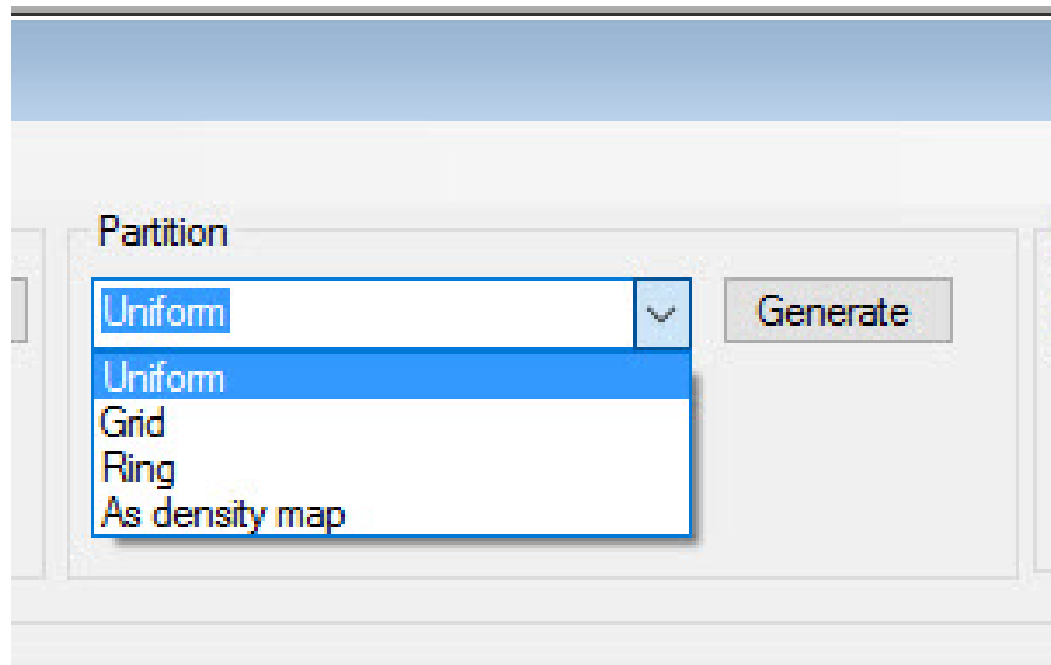 Partition
Uniform
Generate
Uniform
Grid
Ring
As density map